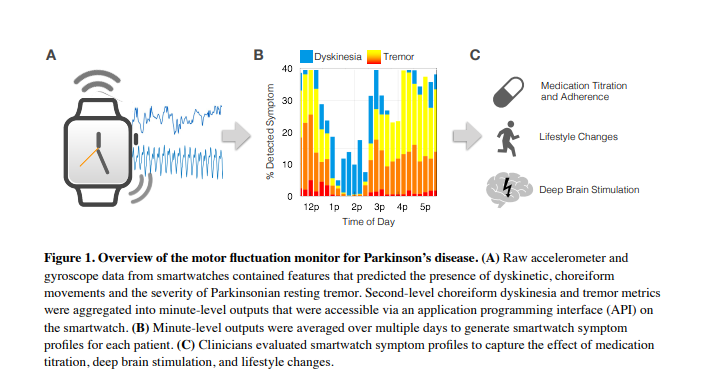 A
B
C
Dyskinesia Tremor
% Detected Symptom
40
30
20
10
0
12p 1p 2p 3p 4p 5p
Time of Day
Medication Titration
and Adherence
Lifestyle Changes
Deep Brain Stimulation
Figure 1. Overview of the motor fluctuation monitor for Parkinson’s disease. (A) Raw accelerometer and
gyroscope data from smartwatches contained features that predicted the presence of dyskinetic, choreiform
movements and the severity of Parkinsonian resting tremor. Second-level choreiform dyskinesia and tremor metrics
were aggregated into minute-level outputs that were accessible via an application programming interface (API) on
the smartwatch. (B) Minute-level outputs were averaged over multiple days to generate smartwatch symptom
profiles for each patient. (C) Clinicians evaluated smartwatch symptom profiles to capture the effect of medication
titration, deep brain stimulation, and lifestyle changes.